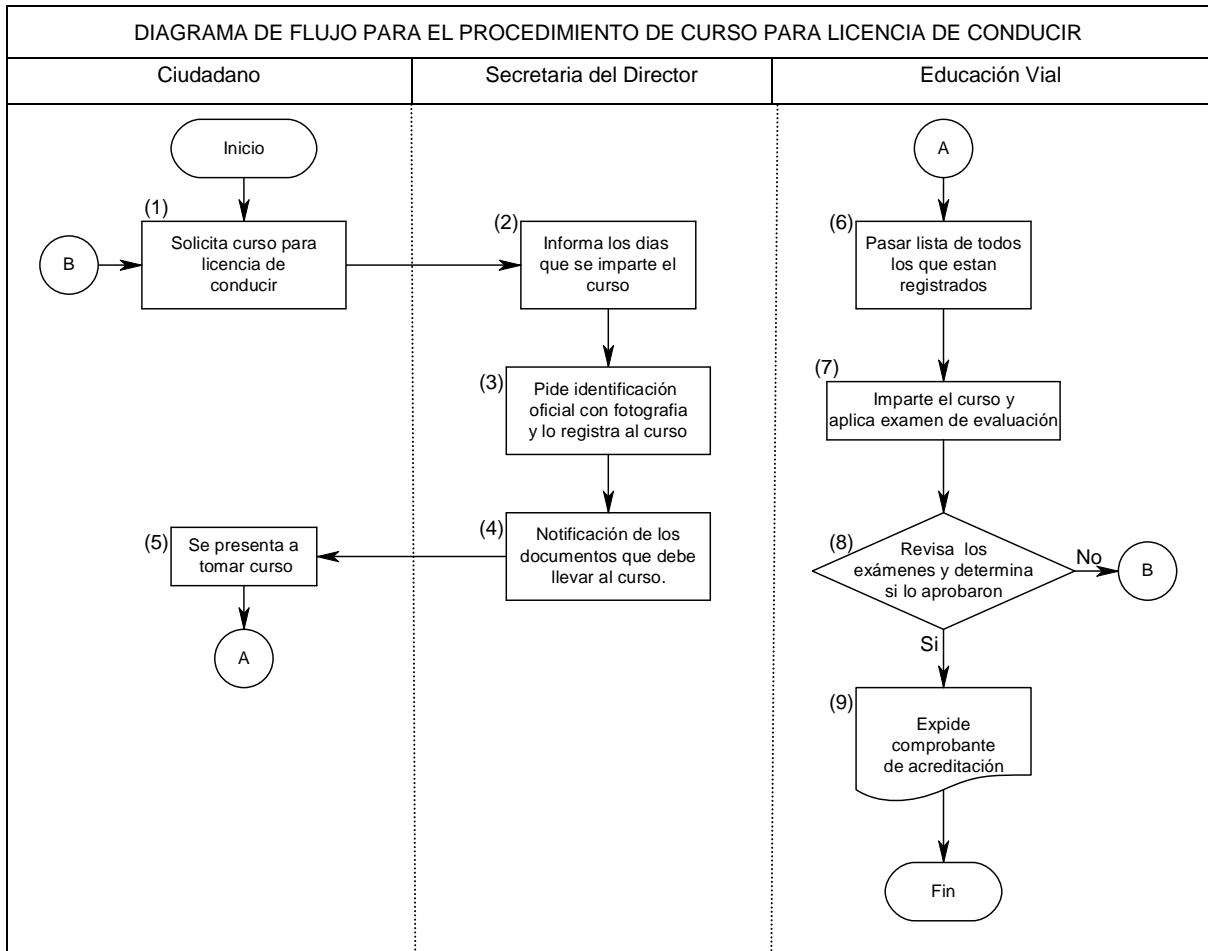 DIAGRAMA DE FLUJO PARA EL PROCEDIMIENTO DE CURSO PARA LICENCIA DE CONDUCIR
Ciudadano
Secretaria del Director
Educación Vial
Inicio
(1)
Solicita curso para
licencia de
conducir
B
(2)
Informa los dias
que se imparte el
curso
(3)
Pide identificación
oficial con fotografia
y lo registra al curso
(4)
Notificación de los
documentos que debe
llevar al curso.
(5)
Se presenta a
tomar curso
A
A
(6)
Pasar lista de todos
los que estan
registrados
(7)
Imparte el curso y
aplica examen de evaluación
(8)
Revisa los
exámenes y determina
si lo aprobaron
No
B
Si
(9)
Expide
comprobante
de acreditación
Fin